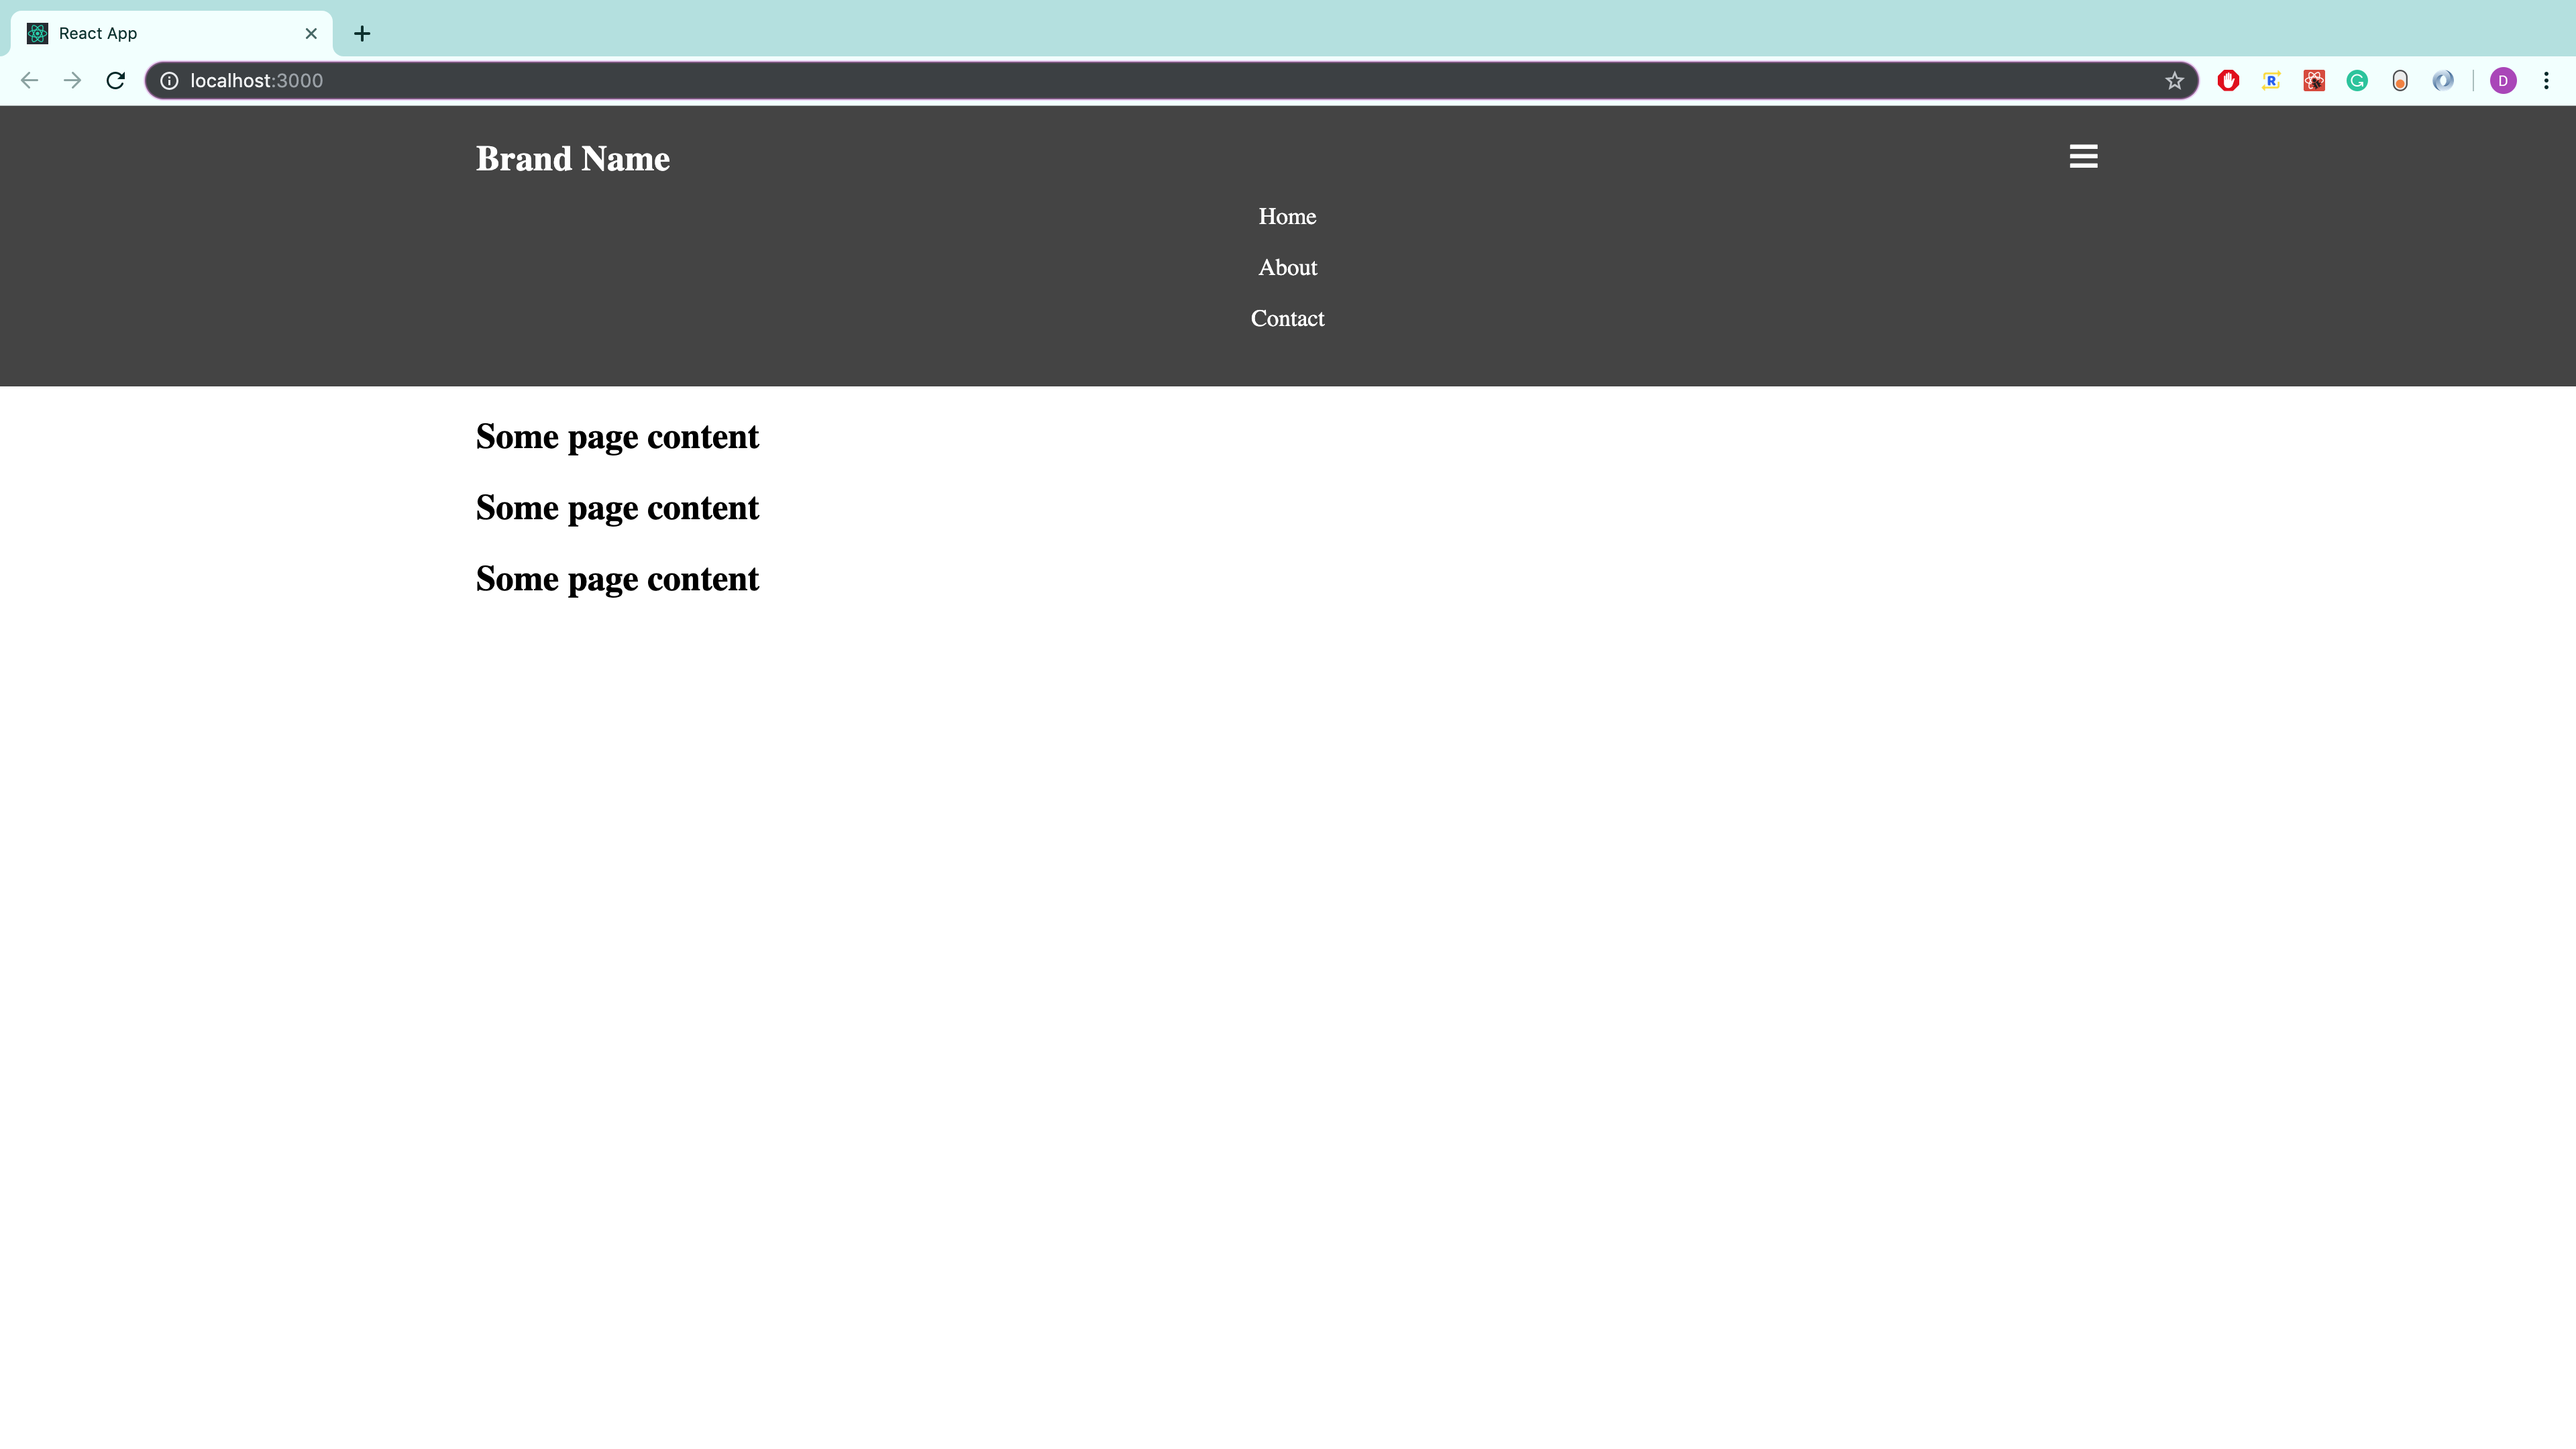 React App
localhost:3000
R
G
D
Brand Name
Home
About
Contact
Some page content
Some page content
Some page content